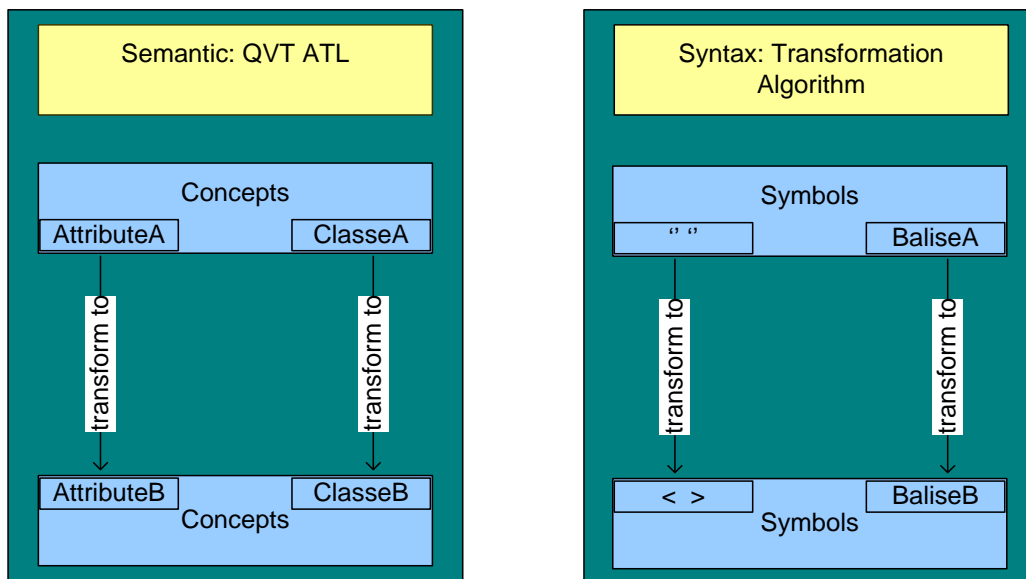 Semantic: QVT ATL
Concepts
AttributeA
ClasseA
transform to
transform to
AttributeB
ClasseB
Concepts
Syntax: Transformation
Algorithm
Symbols
“ ”
BaliseA
transform to
transform to
< >
BaliseB
Symbols